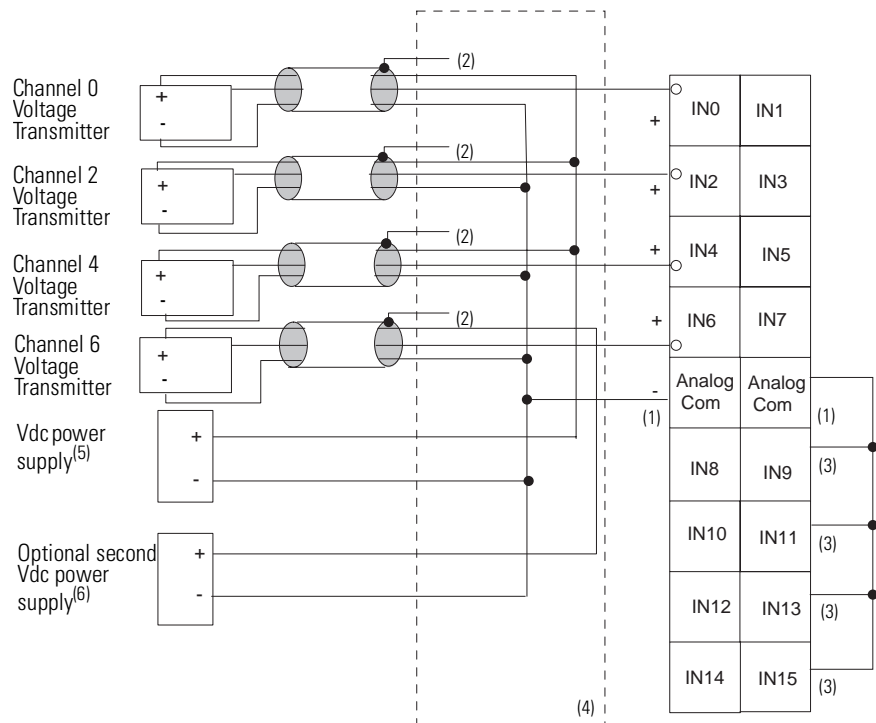 Channel 0
Voltage
Transmitter
+
-
(2)
+
IN0
IN1
Channel 2
Voltage
Transmitter
+
-
(2)
+
IN2
IN3
Channel 4
Voltage
Transmitter
+
-
(2)
+
IN4
IN5
Channel 6
Voltage
Transmitter
+
-
(2)
+
IN6
IN7
-
(1)
Analog
Com
Analog
Com
(1)
Vdc power
supply(5)
+
-
IN8
IN9
(3)
IN10
IN11
(3)
Optional second
Vdc power
supply(6)
+
-
IN12
IN13
(3)
IN14
IN15
(3)
(4)